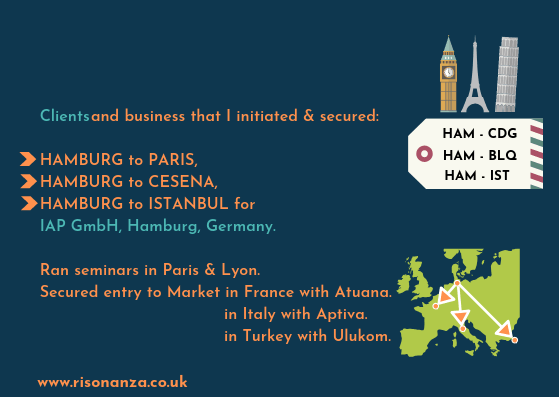 Clients and business that I initiated & secured:
HAMBURG to PARIS,
HAMBURG to CESENA,
HAMBURG to ISTANBUL for
IAP GmbH, Hamburg, Germany.
Ran seminars in Paris & Lyon.
Secured entry to Market in France with Atuana.
in Italy with Aptiva.
in Turkey with Ulukom.
www.risonanza.co.uk
HAM - CDG
HAM - BLQ
HAM - IST